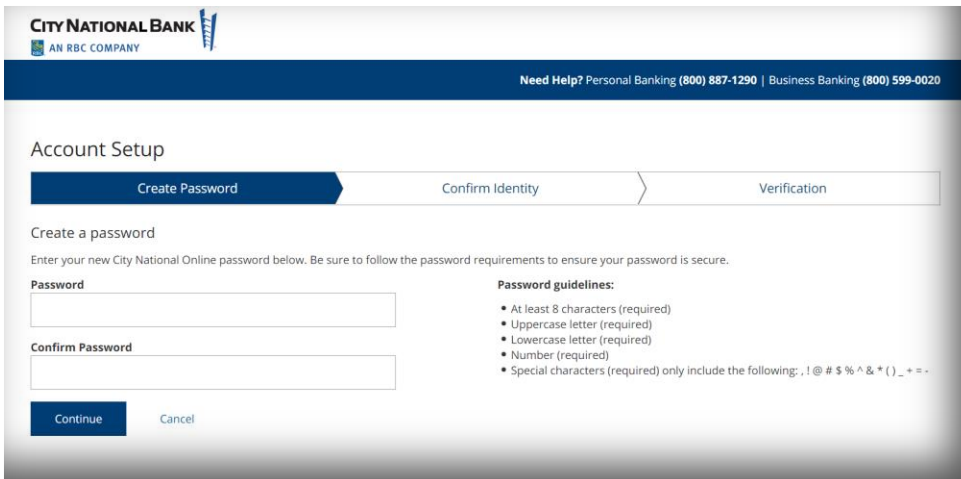 CITY NATIONAL BANK
AN RBC COMPANY
Need Help? Personal Banking (800) 887-1290 | Business Banking (800) 599-0020
Account Setup
Create Password
Confirm Identity
Verification
Create a password
Enter your new City National Online password below. Be sure to follow the password requirements to ensure your password is secure.
Password
Confirm Password
Password guidelines:
• At least 8 characters (required)
• Uppercase letter (required)
• Lowercase letter (required)
• Number (required)
• Special characters (required) only include the following: , ! @ # $ % ^ & * ( ) _ + = -
Continue
Cancel